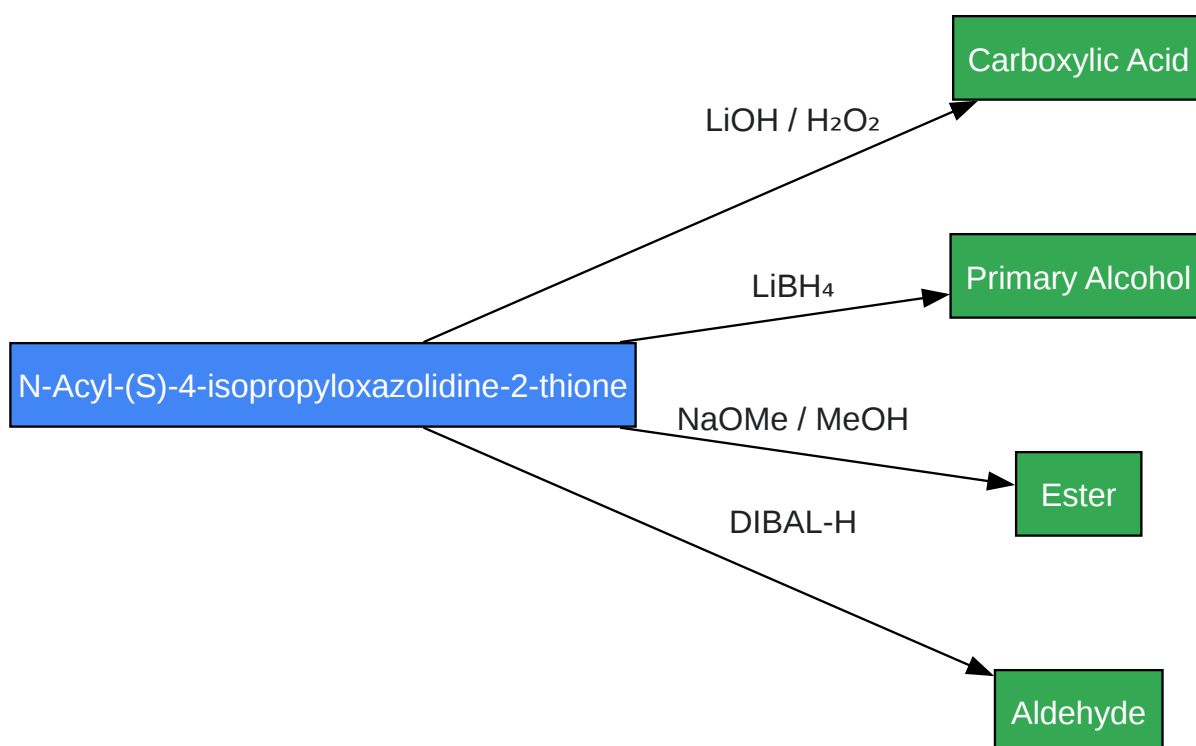 Carboxylic Acid
LiOH / H₂O₂
Primary Alcohol
LiBH₄
N-Acyl-(S)-4-isopropyloxazolidine-2-thione
NaOMe / MeOH
Ester
DIBAL-H
Aldehyde